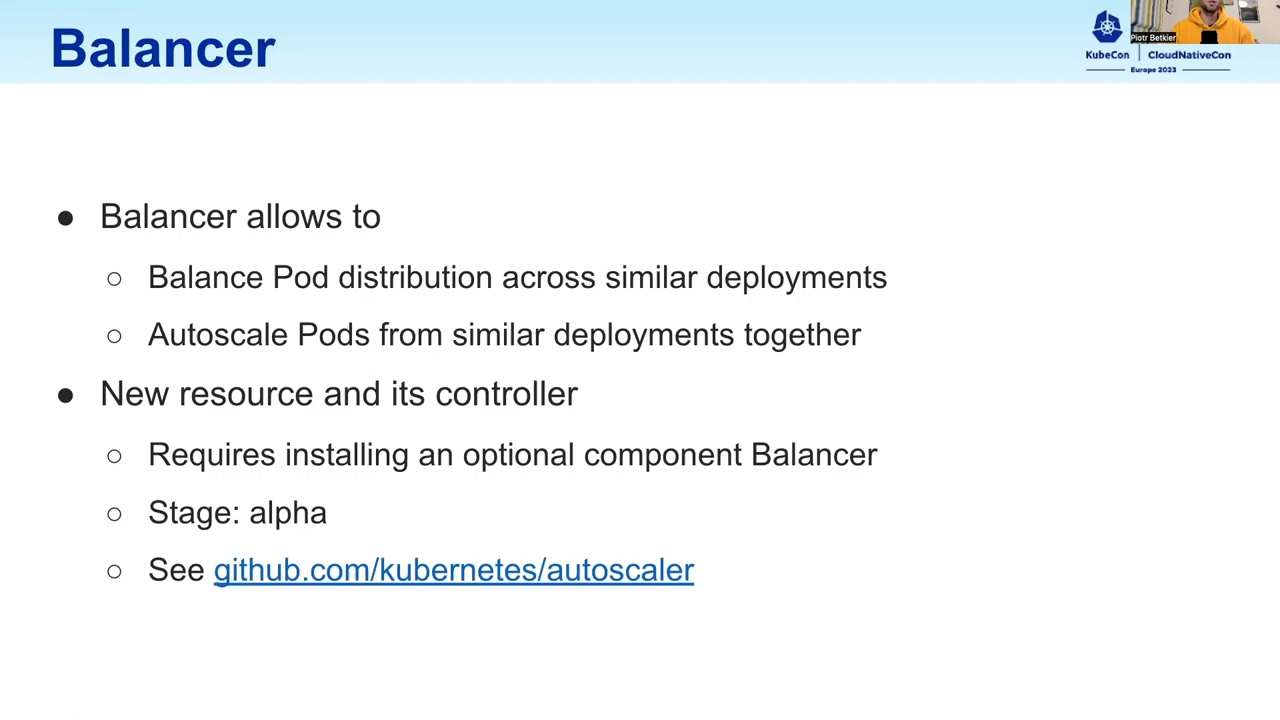 Balancer
Piotr Betkier
KubeCon | CloudNativeCon
Europe 2023
● Balancer allows to
○ Balance Pod distribution across similar deployments
○ Autoscale Pods from similar deployments together
● New resource and its controller
○ Requires installing an optional component Balancer
○ Stage: alpha
○ See github.com/kubernetes/autoscaler